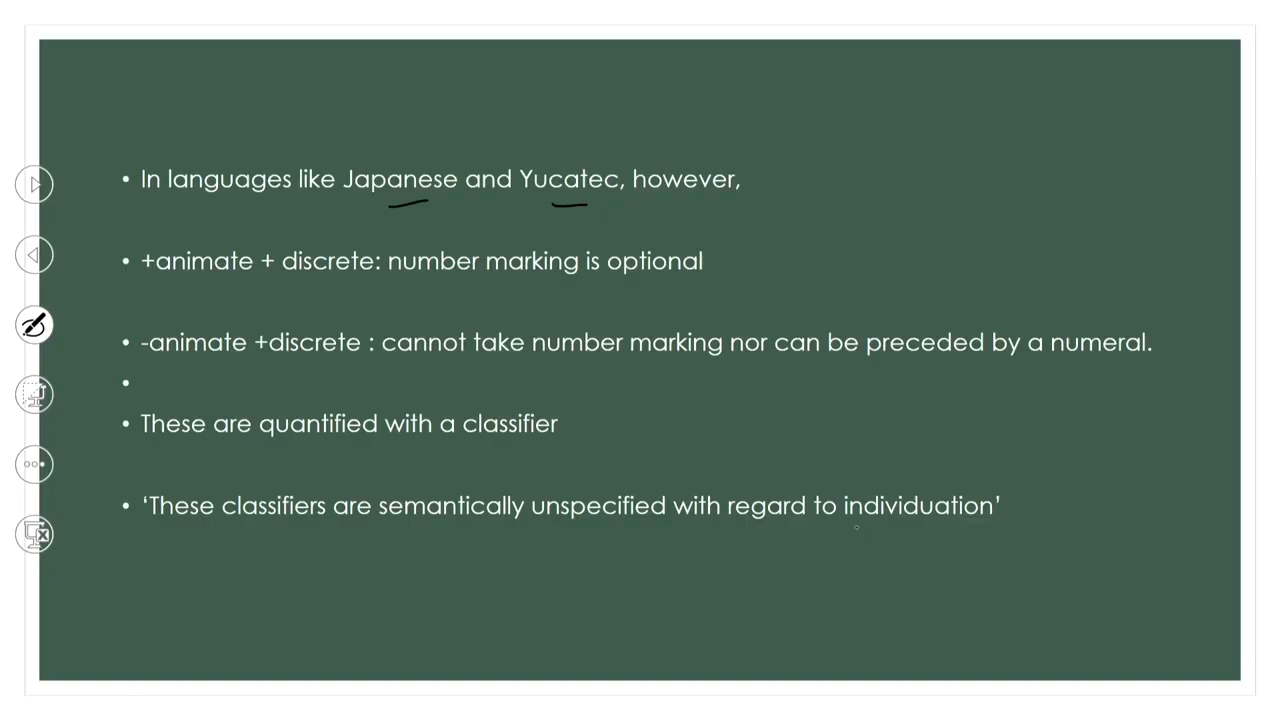 • In languages like Japanese and Yucatec, however,
• +animate + discrete: number marking is optional
• -animate +discrete : cannot take number marking nor can be preceded by a numeral.
•
• These are quantified with a classifier
• ‘These classifiers are semantically unspecified with regard to individuation’